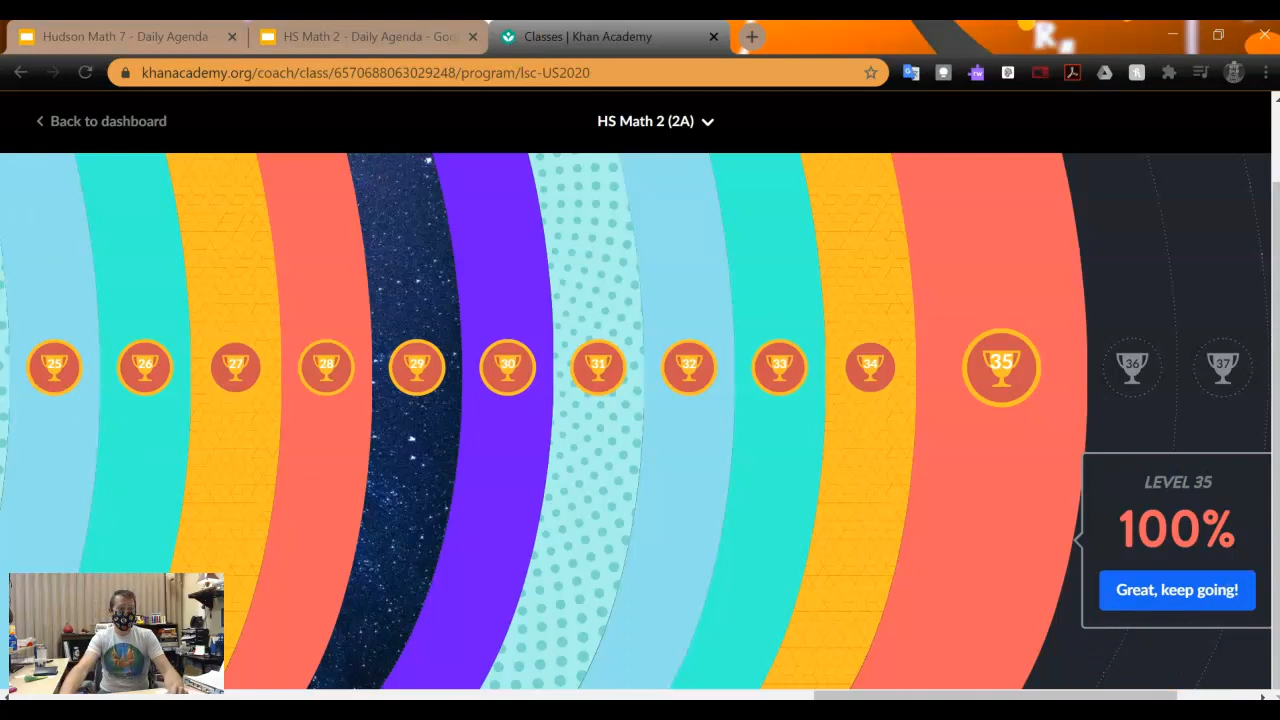 Hudson Math 7 - Daily Agenda
HS Math 2 - Daily Agenda - Goo
Classes | Khan Academy
khanacademy.org/coach/class/6570688063029248/program/lsc-US2020
Back to dashboard
HS Math 2 (2A)
25 26 27 28 29 30 31 32 33 34 35 36 37
LEVEL 35
100%
Great, keep going!